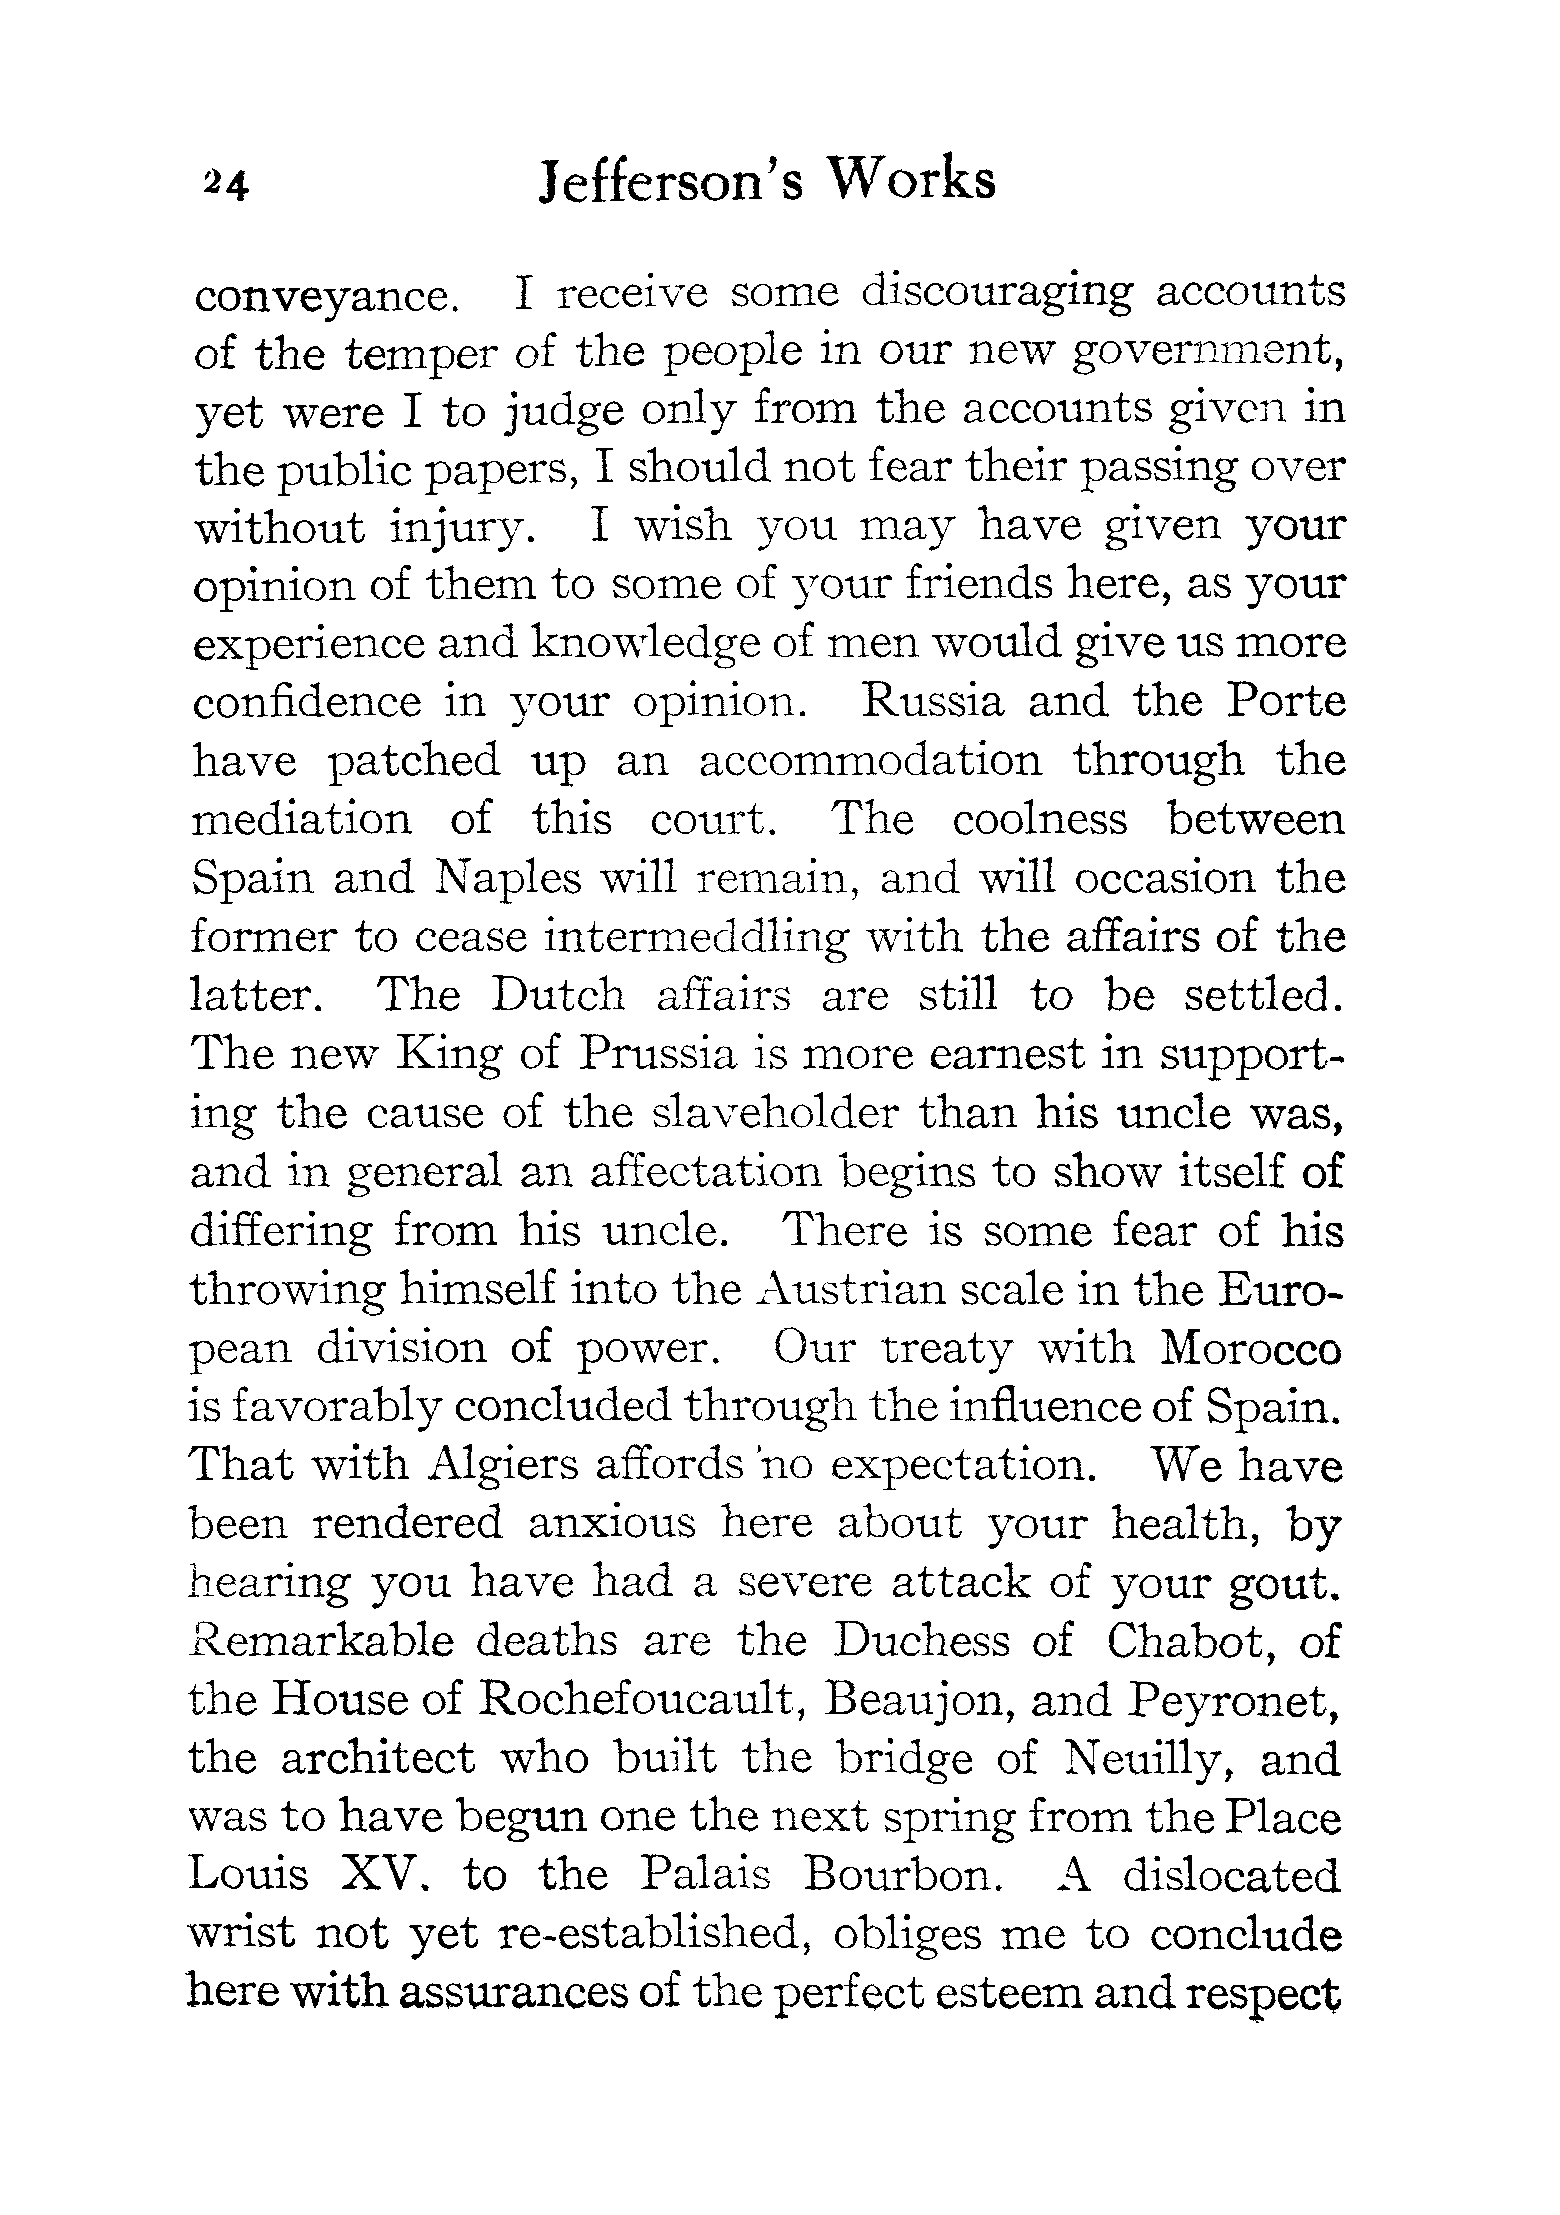 24 Jefferson's Works
conveyance. I receive some discouraging accounts
of the temper of the people in our new government,
yet were I to judge only from the accounts given in
the public papers, I should not fear their passing over
without injury. I wish you may have given your
opinion of them to some of your friends here, as your
experience and knowledge of men would give us more
confidence in your opinion. Russia and the Porte
have patched up an accommodation through the
mediation of this court. The coolness between
Spain and Naples will remain, and will occasion the
former to cease intermeddling with the affairs of the
latter. The Dutch affairs are still to be settled.
The new King of Prussia is more earnest in support-
ing the cause of the slaveholder than his uncle was,
and in general an affectation begins to show itself of
differing from his uncle. There is some fear of his
throwing himself into the Austrian scale in the Euro-
pean division of power. Our treaty with Morocco
is favorably concluded through the influence of Spain.
That with Algiers affords no expectation. We have
been rendered anxious here about your health, by
hearing you have had a severe attack of your gout.
Remarkable deaths are the Duchess of Chabot, of
the House of Rochefoucault, Beaujon, and Peyronet,
the architect who built the bridge of Neuilly, and
was to have begun one the next spring from the Place
Louis XV. to the Palais Bourbon. A dislocated
wrist not yet re-established, obliges me to conclude
here with assurances of the perfect esteem and respect